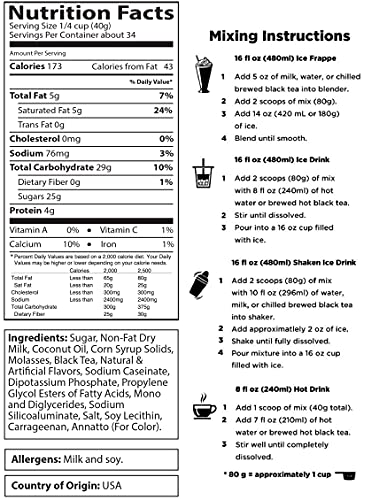 Nutrition Facts
Serving Size 1/4 cup (40g)
Servings Per Container about 34
Amount Per Serving
Calories 173 Calories from Fat 43
% Daily Value*
Total Fat 5g 7%
Saturated Fat 5g 24%
Trans Fat 0g
Cholesterol 0mg 0%
Sodium 76mg 3%
Total Carbohydrate 29g 10%
Dietary Fiber 0g 1%
Sugars 25g
Protein 4g
Vitamin A 0% • Vitamin C 1%
Calcium 10% • Iron 1%
* Percent Daily Values are based on a 2,000 calorie diet. Your Daily
Values may be higher or lower depending on your calorie needs.
Calories 2,000 2,500
Total Fat Less than 65g 80g
Sat Fat Less than 20g 25g
Cholesterol Less than 300mg 300mg
Sodium Less than 2400mg 2400mg
Total Carbohydrate 300g 375g
Dietary Fiber 25g 30g
Ingredients: Sugar, Non-Fat Dry
Milk, Coconut Oil, Corn Syrup Solids,
Molasses, Black Tea, Natural &
Artificial Flavors, Sodium Caseinate,
Dipotassium Phosphate, Propylene
Glycol Esters of Fatty Acids, Mono
and Diglycerides, Sodium
Silicoaluminate, Salt, Soy Lecithin,
Carrageenan, Annatto (For Color).
Allergens: Milk and soy.
Country of Origin: USA
Mixing Instructions
16 fl oz (480ml) Ice Frappe
1 Add 5 oz of milk, water, or chilled
brewed black tea into blender.
2 Add 2 scoops of mix (80g).
3 Add 14 oz (420 mL or 180g)
of ice.
4 Blend until smooth.
16 fl oz (480ml) Ice Drink
1 Add 2 scoops (80g) of mix
with 8 fl oz (240ml) of hot
water or brewed hot black tea.
2 Stir until dissolved.
3 Pour into a 16 oz cup filled
with ice.
16 fl oz (480ml) Shaken Ice Drink
1 Add 2 scoops (80g) of mix
with 10 fl oz (296ml) of water,
milk, or chilled brewed black tea
into shaker.
2 Add approximately 2 oz of ice.
3 Shake until fully dissolved.
4 Pour mixture into a 16 oz cup
filled with ice.
8 fl oz (240ml) Hot Drink
1 Add 1 scoop of mix (40g total).
2 Add 7 fl oz (210ml) of hot
water or brewed hot black tea.
3 Stir well until completely
dissolved.
* 80 g = approximately 1 cup